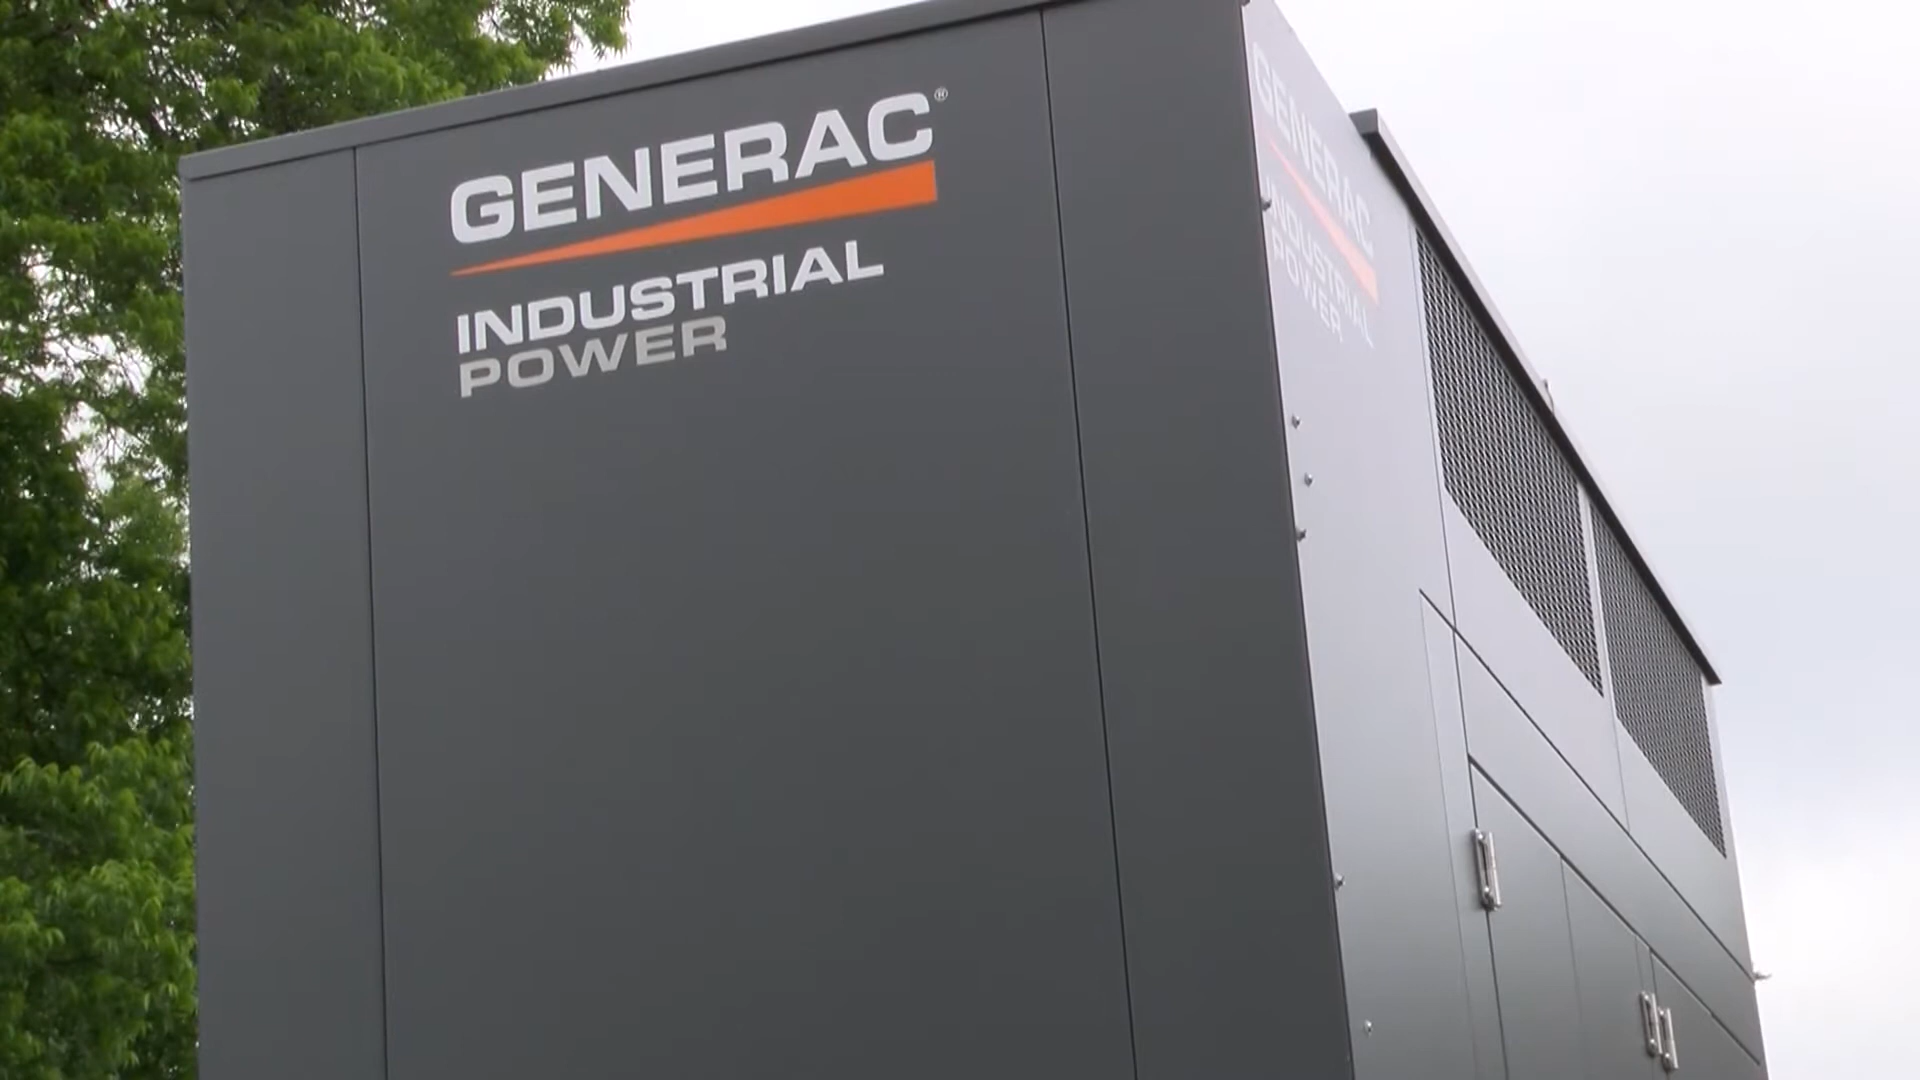 GENERAC®
INDUSTRIAL
POWER
GENERAC
INDUSTRIAL
POWER